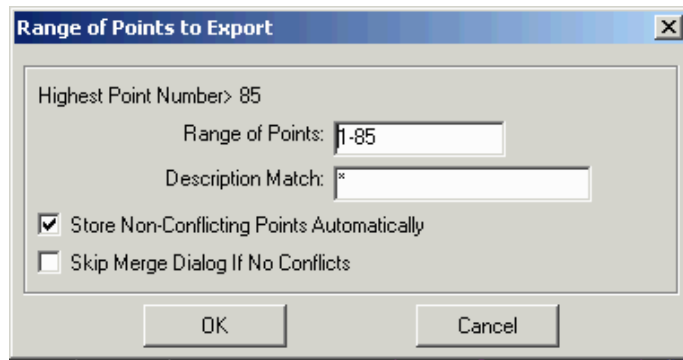 Range of Points to Export
Highest Point Number> 85
Range of Points: 1-85
Description Match: *
Store Non-Conflicting Points Automatically
Skip Merge Dialog If No Conflicts
OK Cancel